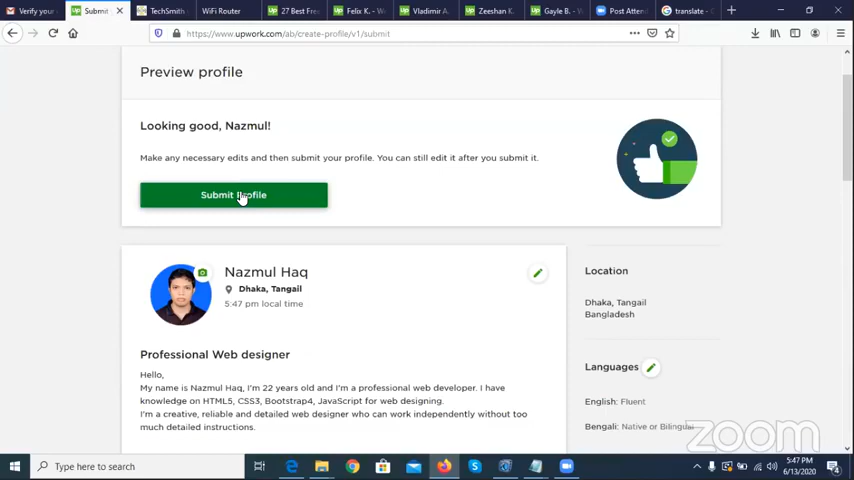 Verify your
Submit
TechSmith
WiFi Router
27 Best Free
Felix K. - W
Vladimir A.
Zeeshan K.
Gayle B. -
Post Attend
translate - G
https://www.upwork.com/ab/create-profile/v1/submit
Preview profile
Looking good, Nazmul!
Make any necessary edits and then submit your profile. You can still edit it after you submit it.
Submit Profile
Nazmul Haq
Dhaka, Tangail
5:47 pm local time
Location
Dhaka, Tangail
Bangladesh
Professional Web designer
Hello,
My name is Nazmul Haq, I'm 22 years old and I'm a professional web developer. I have
knowledge on HTML5, CSS3, Bootstrap4, JavaScript for web designing.
I'm a creative, reliable and detailed web designer who can work independently without too
much detailed instructions.
Languages
English: Fluent
Bengali: Native or Bilingual
zoom
Type here to search
5:47 PM
6/13/2020